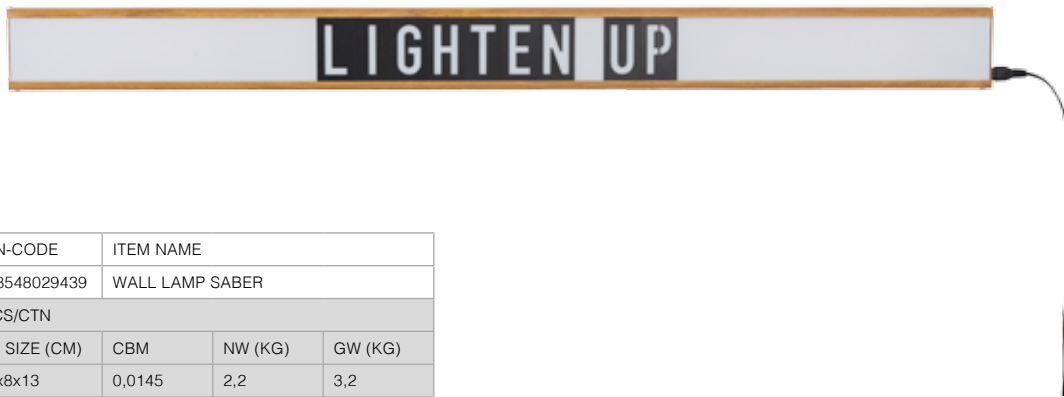 LIGHTEN UP
N-CODE ITEM NAME
8548029439 WALL LAMP SABER
CS/CTN
SIZE (CM) CBM NW (KG) GW (KG)
x8x13 0,0145 2,2 3,2